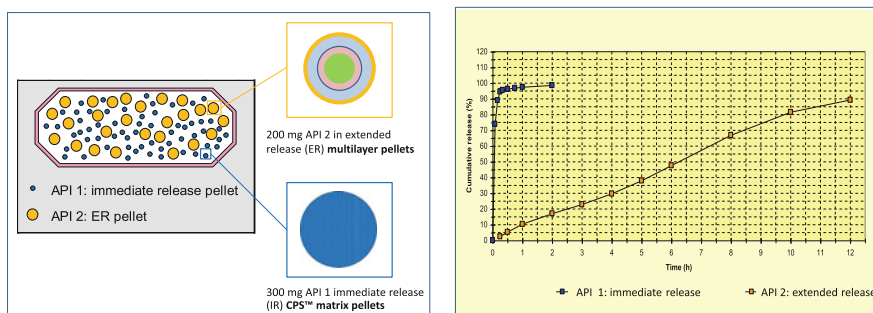 200 mg API 2 in extended
release (ER) multilayer pellets
API 1: immediate release pellet
API 2: ER pellet
300 mg API 1 immediate release
(IR) CPS™ matrix pellets
Cumulative release (%)
120
110
100
90
80
70
60
50
40
30
20
10
0
0 1 2 3 4 5 6 7 8 9 10 11 12
Time (h)
API 1: immediate release
API 2: extended release